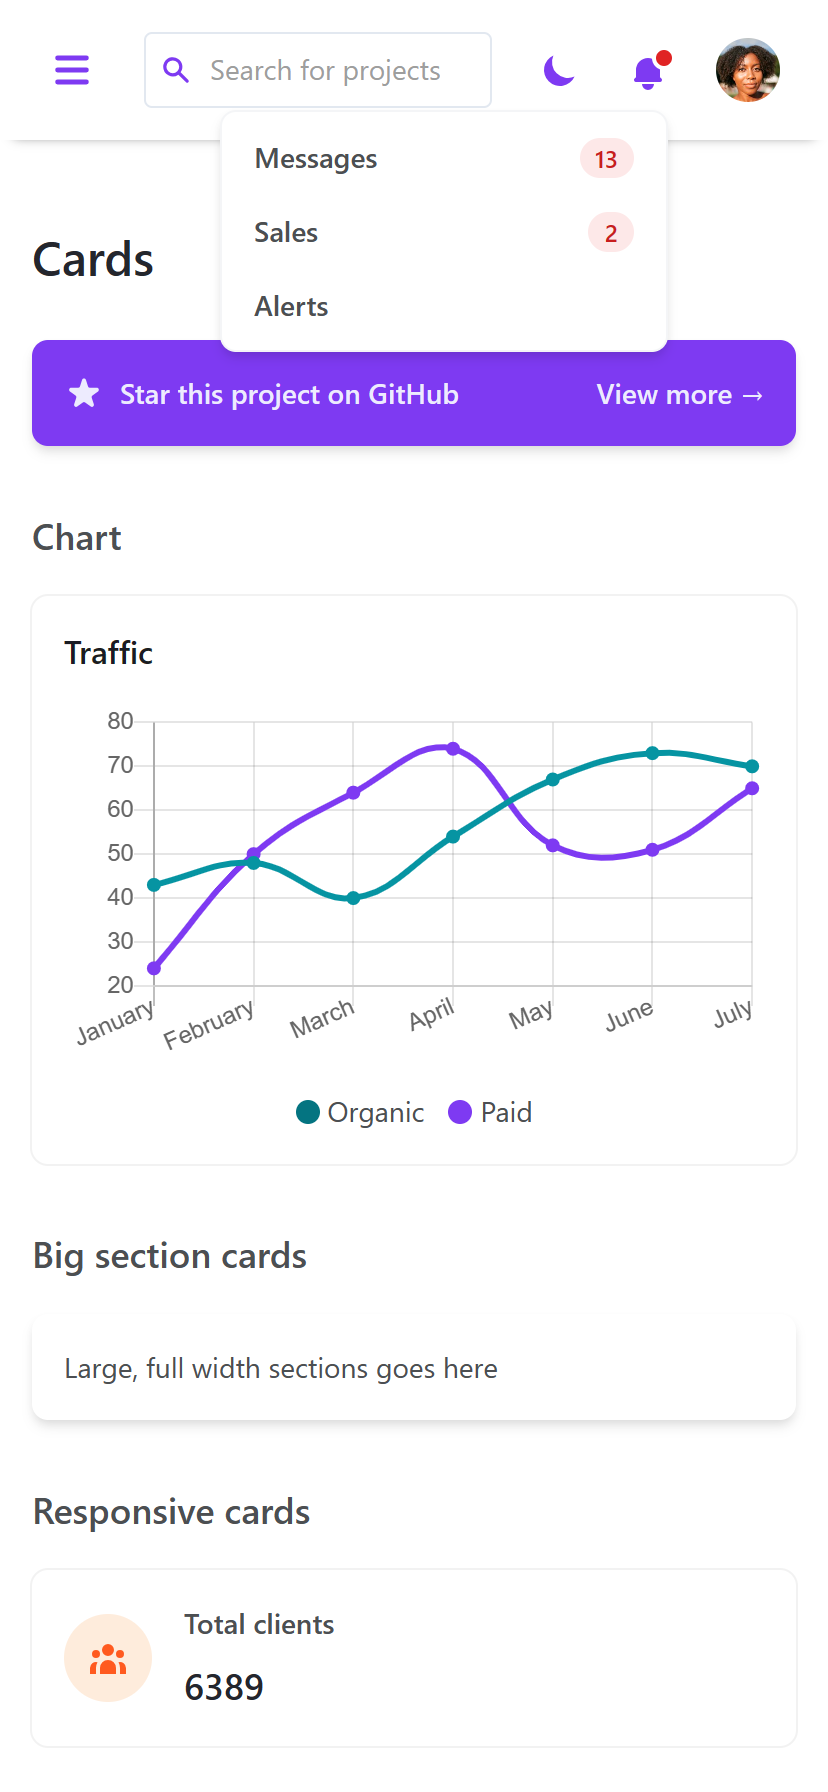 Search for projects
Messages 13
Sales 2
Alerts
Cards
Star this project on GitHub View more →
Chart
Traffic
80
70
60
50
40
30
20
January February March April May June July
Organic Paid
Big section cards
Large, full width sections goes here
Responsive cards
Total clients
6389